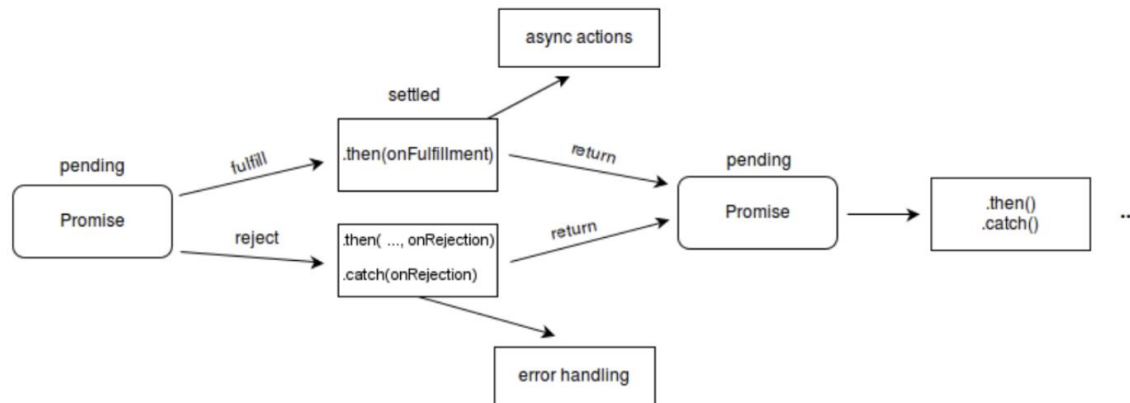 async actions
settled
.then(onFulfillment)
pending
fulfill
return
pending
Promise
Promise
.then()
.catch()
...
reject
.then( ..., onRejection)
return
.catch(onRejection)
error handling